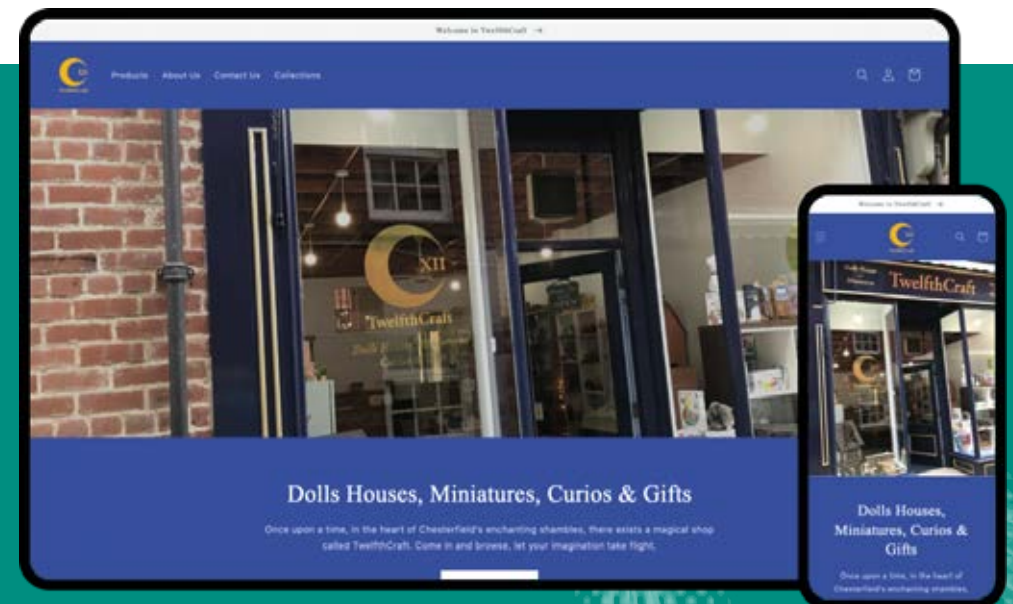 Welcome to TwelfthCraft →
Products About Us Contact Us Collections
XII
TwelfthCraft
Dolls Houses, Miniatures, Curios & Gifts
Once upon a time, in the heart of Chesterfield's enchanting shambles, there exists a magical shop
called TwelfthCraft. Come in and browse, let your imagination take flight.
Welcome to TwelfthCraft →
TwelfthCraft
Dolls Houses,
Miniatures, Curios &
Gifts
Once upon a time, in the heart of
Chesterfield's enchanting shambles,